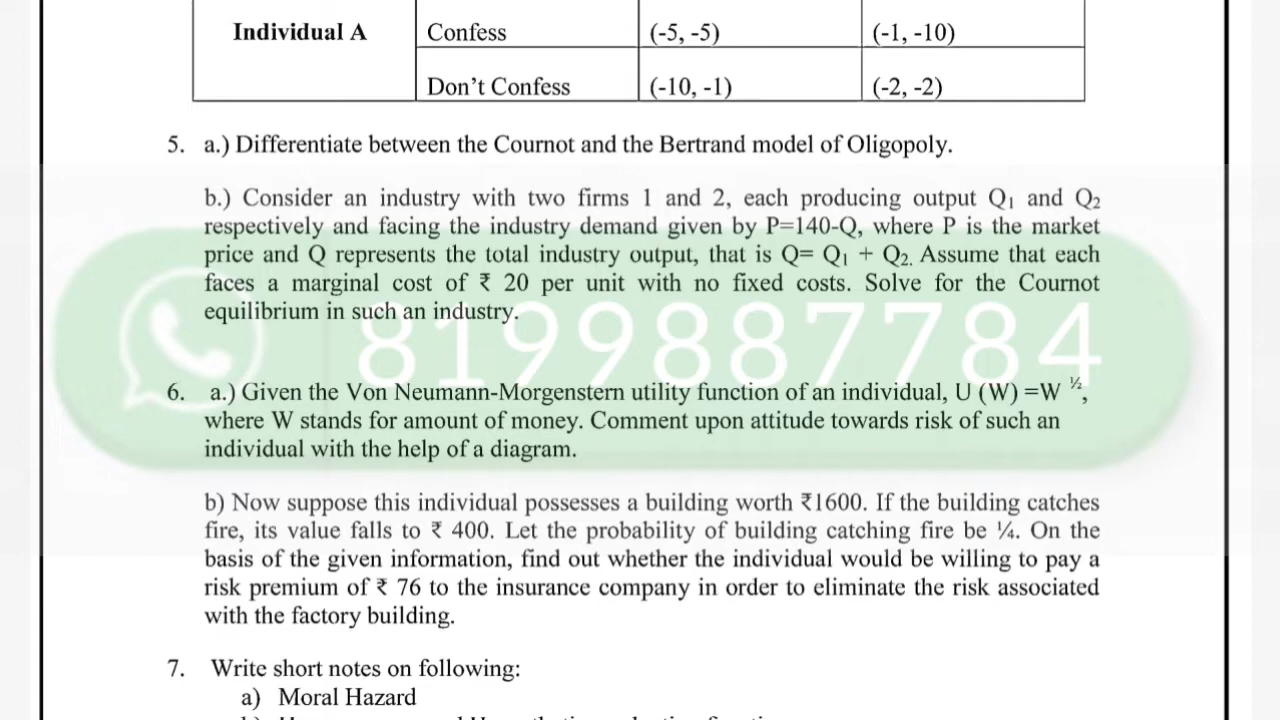 Individual A Confess (-5, -5) (-1, -10)
Don't Confess (-10, -1) (-2, -2)
5. a.) Differentiate between the Cournot and the Bertrand model of Oligopoly.
b.) Consider an industry with two firms 1 and 2, each producing output Q₁ and Q₂
respectively and facing the industry demand given by P=140-Q, where P is the market
price and Q represents the total industry output, that is Q= Q₁ + Q₂. Assume that each
faces a marginal cost of ₹ 20 per unit with no fixed costs. Solve for the Cournot
equilibrium in such an industry.
8199887784
6. a.) Given the Von Neumann-Morgenstern utility function of an individual, U (W) =W ½,
where W stands for amount of money. Comment upon attitude towards risk of such an
individual with the help of a diagram.
b) Now suppose this individual possesses a building worth ₹1600. If the building catches
fire, its value falls to ₹ 400. Let the probability of building catching fire be ¼. On the
basis of the given information, find out whether the individual would be willing to pay a
risk premium of ₹ 76 to the insurance company in order to eliminate the risk associated
with the factory building.
7. Write short notes on following:
a) Moral Hazard